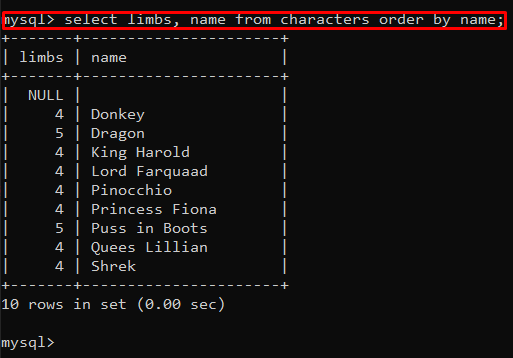 mysql> select limbs, name from characters order by name;
+-------+---------------------+
| limbs | name                |
+-------+---------------------+
|  NULL |                     |
|     4 | Donkey              |
|     5 | Dragon              |
|     4 | King Harold         |
|     4 | Lord Farquaad       |
|     4 | Pinocchio           |
|     4 | Princess Fiona      |
|     5 | Puss in Boots       |
|     4 | Quees Lillian       |
|     4 | Shrek               |
+-------+---------------------+
10 rows in set (0.00 sec)
mysql>